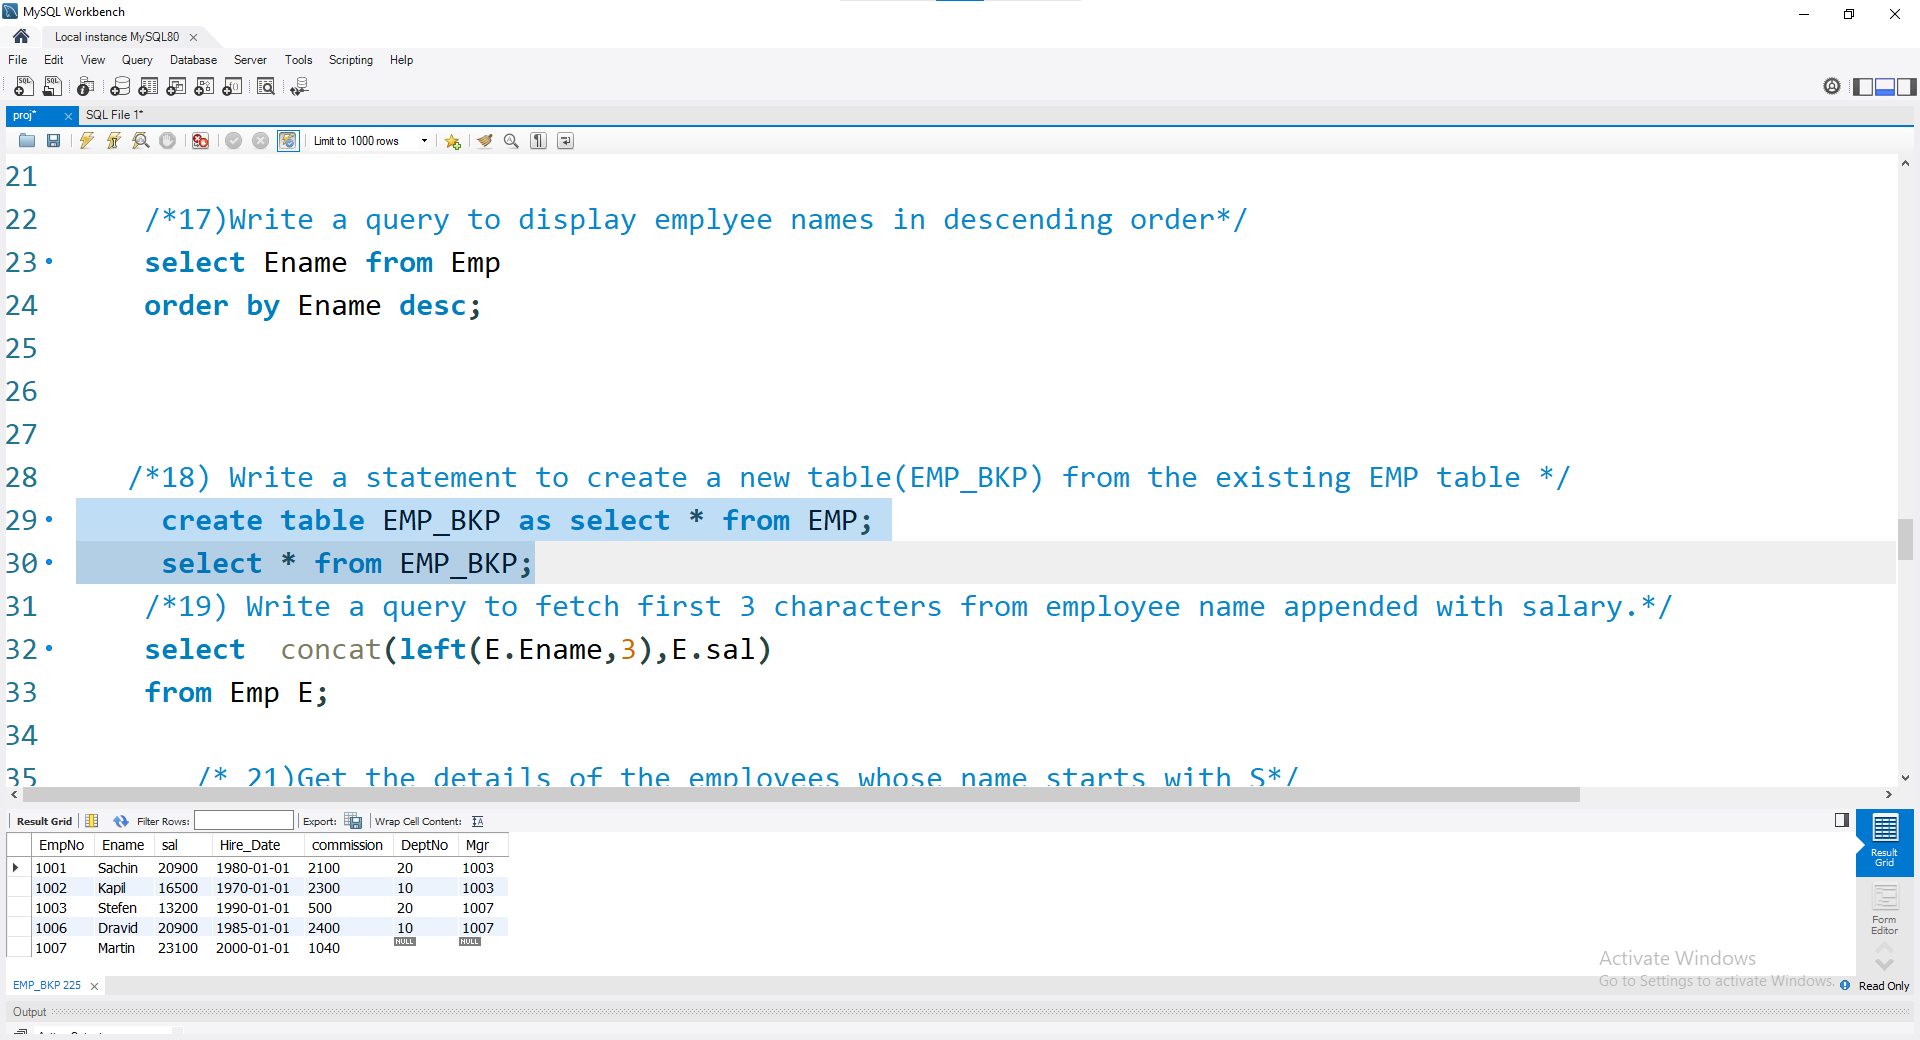 MySQL Workbench
Local instance MySQL80
File Edit View Query Database Server Tools Scripting Help
proj* SQL File 1*
Limit to 1000 rows
21
22 /*17)Write a query to display emplyee names in descending order*/
23 select Ename from Emp
24 order by Ename desc;
25
26
27
28 /*18) Write a statement to create a new table(EMP_BKP) from the existing EMP table */
29 create table EMP_BKP as select * from EMP;
30 select * from EMP_BKP;
31 /*19) Write a query to fetch first 3 characters from employee name appended with salary.*/
32 select concat(left(E.Ename,3),E.sal)
33 from Emp E;
34
35 /* 21)Get the details of the employees whose name starts with S*/
Result Grid Filter Rows: Export: Wrap Cell Content:
EmpNo Ename sal Hire_Date commission DeptNo Mgr
1001 Sachin 20900 1980-01-01 2100 20 1003
1002 Kapil 16500 1970-01-01 2300 10 1003
1003 Stefen 13200 1990-01-01 500 20 1007
1006 Dravid 20900 1985-01-01 2400 10 1007
1007 Martin 23100 2000-01-01 1040 NULL NULL
Result Grid
Form Editor
Activate Windows
Go to Settings to activate Windows.
EMP_BKP 225 Read Only
Output